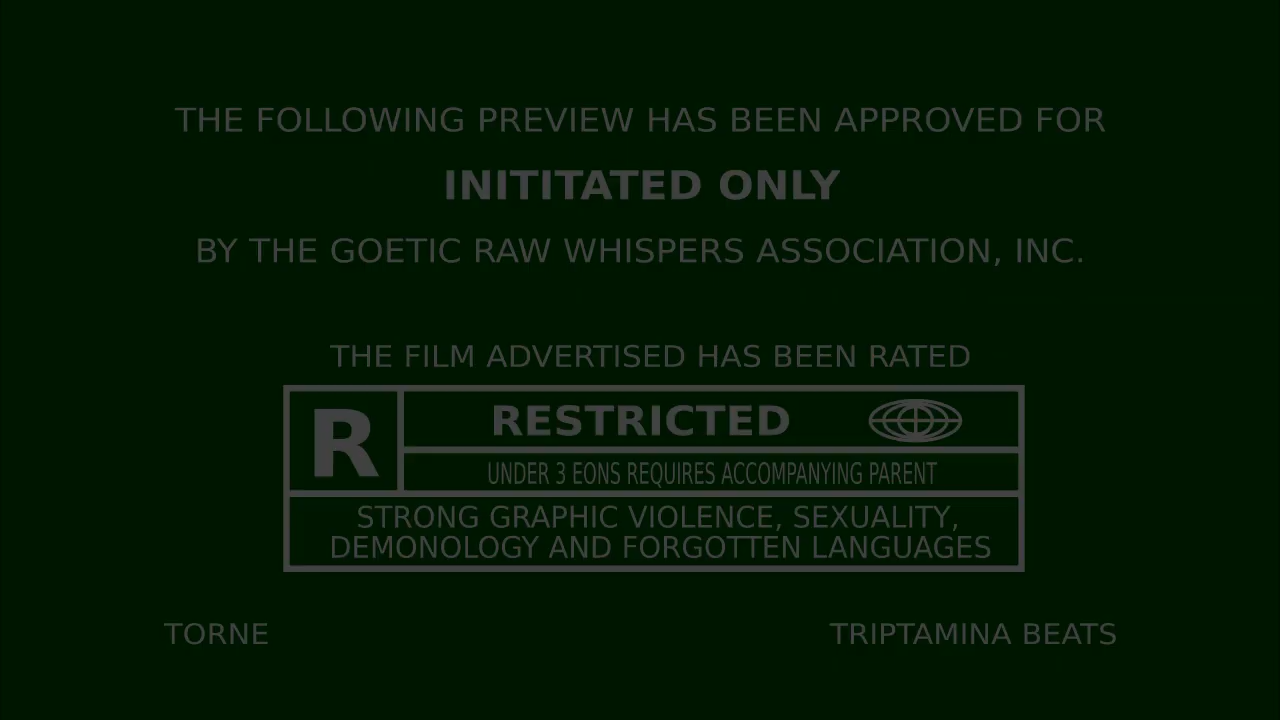 THE FOLLOWING PREVIEW HAS BEEN APPROVED FOR
INITITATED ONLY
BY THE GOETIC RAW WHISPERS ASSOCIATION, INC.
THE FILM ADVERTISED HAS BEEN RATED
R
RESTRICTED
UNDER 3 EONS REQUIRES ACCOMPANYING PARENT
STRONG GRAPHIC VIOLENCE, SEXUALITY,
DEMONOLOGY AND FORGOTTEN LANGUAGES
TORNE
TRIPTAMINA BEATS